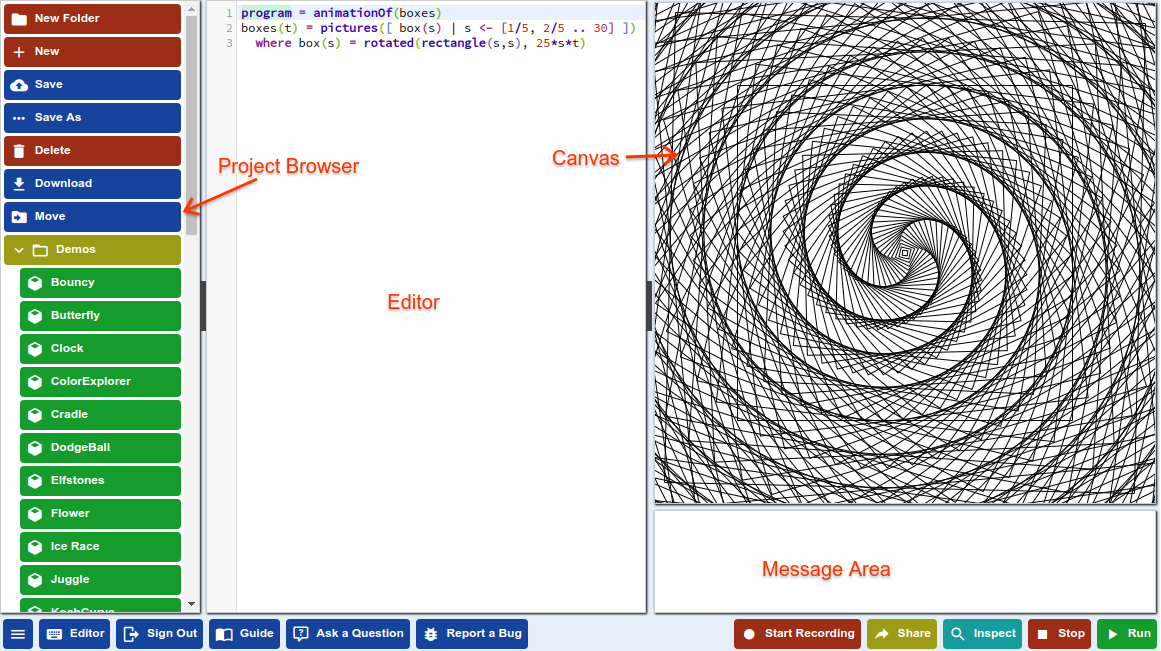 New Folder
New
Save
Save As
Delete
Download
Move
Demos
Bouncy
Butterfly
Clock
ColorExplorer
Cradle
DodgeBall
Elfstones
Flower
Ice Race
Juggle
KochCurve
Project Browser
1 program = animationOf(boxes)
2 boxes(t) = pictures([ box(s) | s <- [1/5, 2/5 .. 30] ])
3   where box(s) = rotated(rectangle(s,s), 25*s*t)
Editor
Canvas
Message Area
Editor
Sign Out
Guide
Ask a Question
Report a Bug
Start Recording
Share
Inspect
Stop
Run